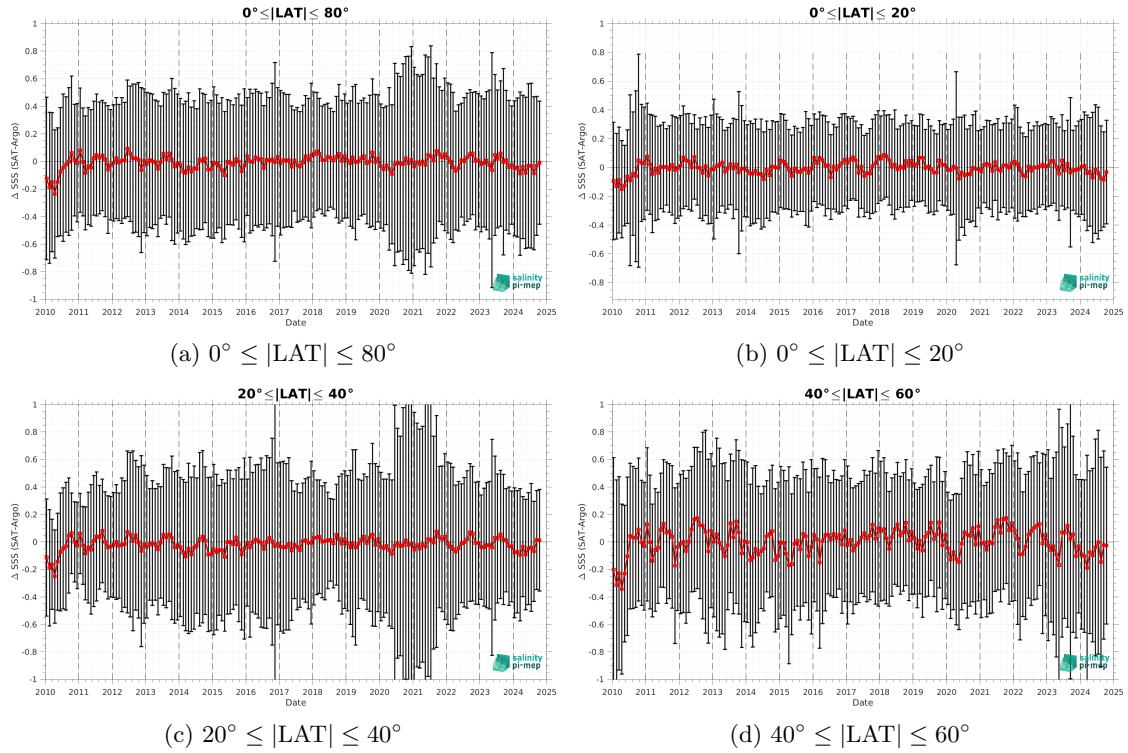 0°≤|LAT|≤ 80°
Δ SSS (SAT-Argo)
1
0.8
0.6
0.4
0.2
0
-0.2
-0.4
-0.6
-0.8
-1
salinity
pi-mep
2010 2011 2012 2013 2014 2015 2016 2017 2018 2019 2020 2021 2022 2023 2024 2025
Date
(a) 0° ≤ |LAT| ≤ 80°
0°≤|LAT|≤ 20°
Δ SSS (SAT-Argo)
1
0.8
0.6
0.4
0.2
0
-0.2
-0.4
-0.6
-0.8
salinity
pi-mep
2010 2011 2012 2013 2014 2015 2016 2017 2018 2019 2020 2021 2022 2023 2024 2025
Date
(b) 0° ≤ |LAT| ≤ 20°
20°≤|LAT|≤ 40°
Δ SSS (SAT-Argo)
1
0.8
0.6
0.4
0.2
0
-0.2
-0.4
-0.6
-0.8
-1
salinity
pi-mep
2010 2011 2012 2013 2014 2015 2016 2017 2018 2019 2020 2021 2022 2023 2024 2025
Date
(c) 20° ≤ |LAT| ≤ 40°
40°≤|LAT|≤ 60°
Δ SSS (SAT-Argo)
1
0.8
0.6
0.4
0.2
0
-0.2
-0.4
-0.6
-0.8
-1
salinity
pi-mep
2010 2011 2012 2013 2014 2015 2016 2017 2018 2019 2020 2021 2022 2023 2024 2025
Date
(d) 40° ≤ |LAT| ≤ 60°